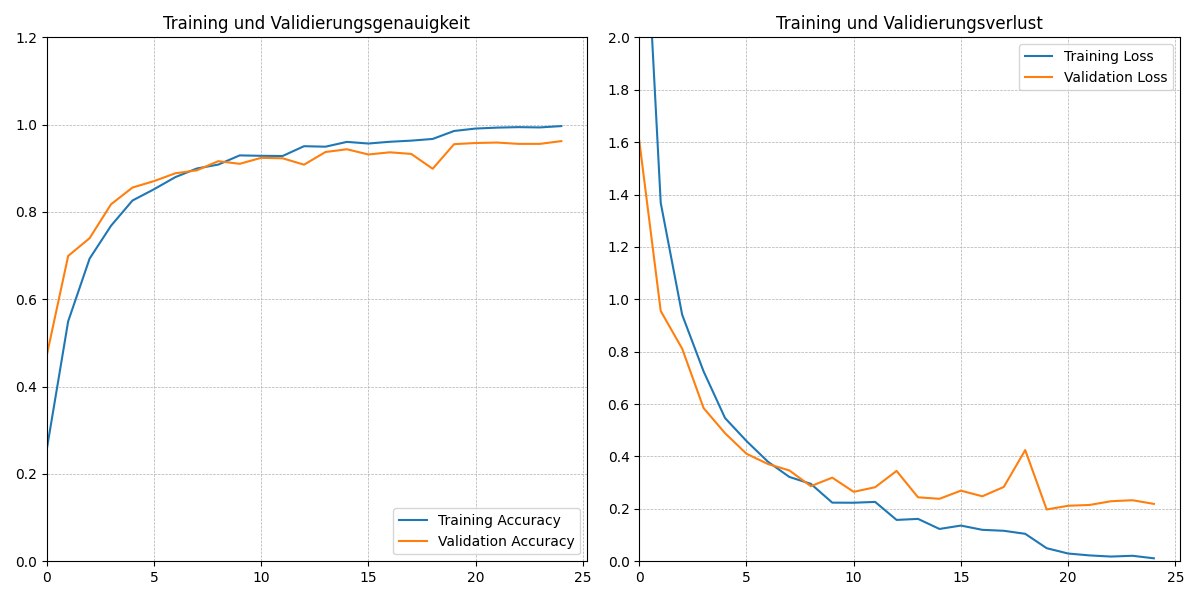 Training und Validierungsgenauigkeit
1.2
1.0
0.8
0.6
0.4
0.2
0.0
0 5 10 15 20 25
Training Accuracy
Validation Accuracy
Training und Validierungsverlust
2.0
1.8
1.6
1.4
1.2
1.0
0.8
0.6
0.4
0.2
0.0
0 5 10 15 20 25
Training Loss
Validation Loss